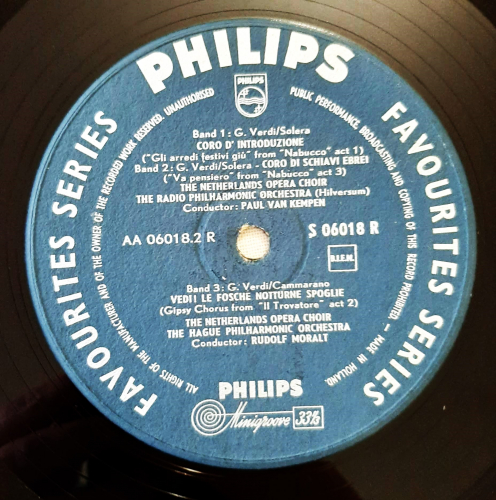 PHILIPS
PHILIPS
FAVOURITES SERIES
FAVOURITES SERIES
ALL RIGHTS OF THE MANUFACTURER AND OF THE OWNER OF THE RECORDED WORK RESERVED. UNAUTHORISED
PUBLIC PERFORMANCE BROADCASTING AND COPYING OF THIS RECORD PROHIBITED — MADE IN HOLLAND
Band 1: G. Verdi/Solera
CORO D' INTRODUZIONE
("Gli arredi festivi giù" from "Nabucco" act 1)
Band 2: G. Verdi/Solera - CORO DI SCHIAVI EBREI
("Va pensiero" from "Nabucco" act 3)
THE NETHERLANDS OPERA CHOIR
THE RADIO PHILHARMONIC ORCHESTRA (Hilversum)
Conductor: PAUL VAN KEMPEN
AA 06018.2 R
S 06018 R
B.I.E.M.
Band 3: G. Verdi/Cammarano
VEDI! LE FOSCHE NOTTURNE SPOGLIE
(Gipsy Chorus from "Il Trovatore" act 2)
THE NETHERLANDS OPERA CHOIR
THE HAGUE PHILHARMONIC ORCHESTRA
Conductor: RUDOLF MORALT
PHILIPS
Minigroove 33⅓